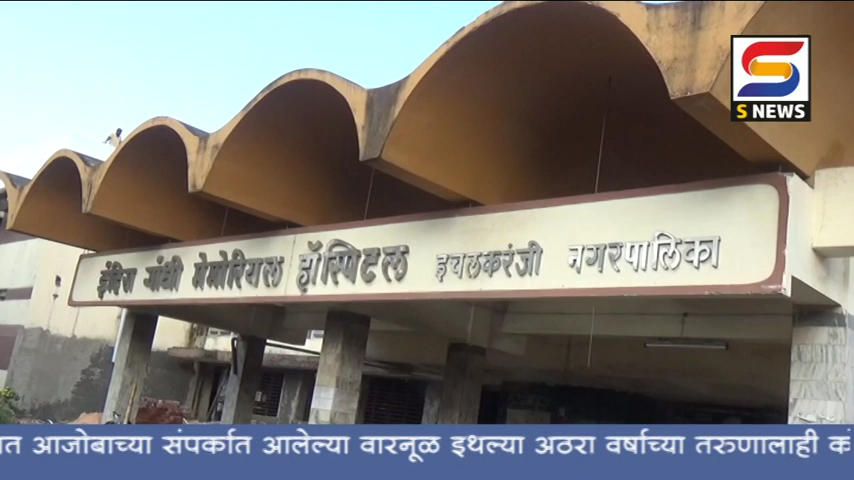 S NEWS
इंदिरा गांधी मेमोरियल हॉस्पिटल इचलकरंजी नगरपालिका
आजोबाच्या संपर्कात आलेल्या वारनूळ इथल्या अठरा वर्षाच्या तरुणालाही